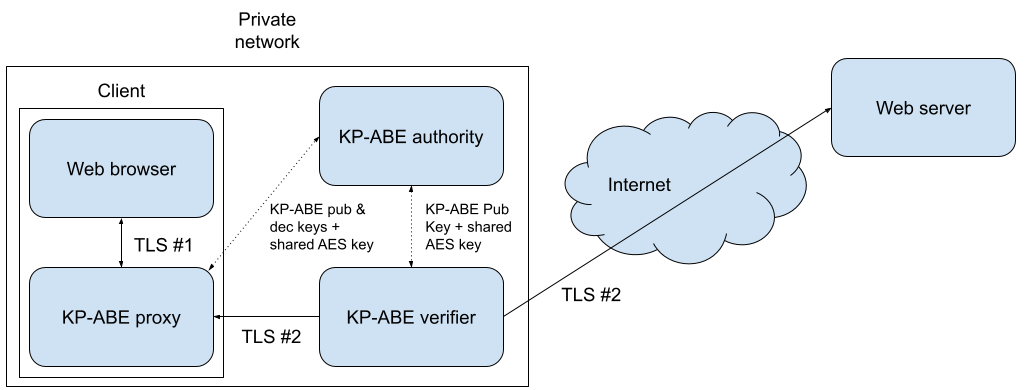 Private
network
Client
Web browser
KP-ABE authority
Web server
Internet
KP-ABE pub &
dec keys +
shared AES key
KP-ABE Pub
Key + shared
AES key
TLS #1
KP-ABE proxy
KP-ABE verifier
TLS #2
TLS #2